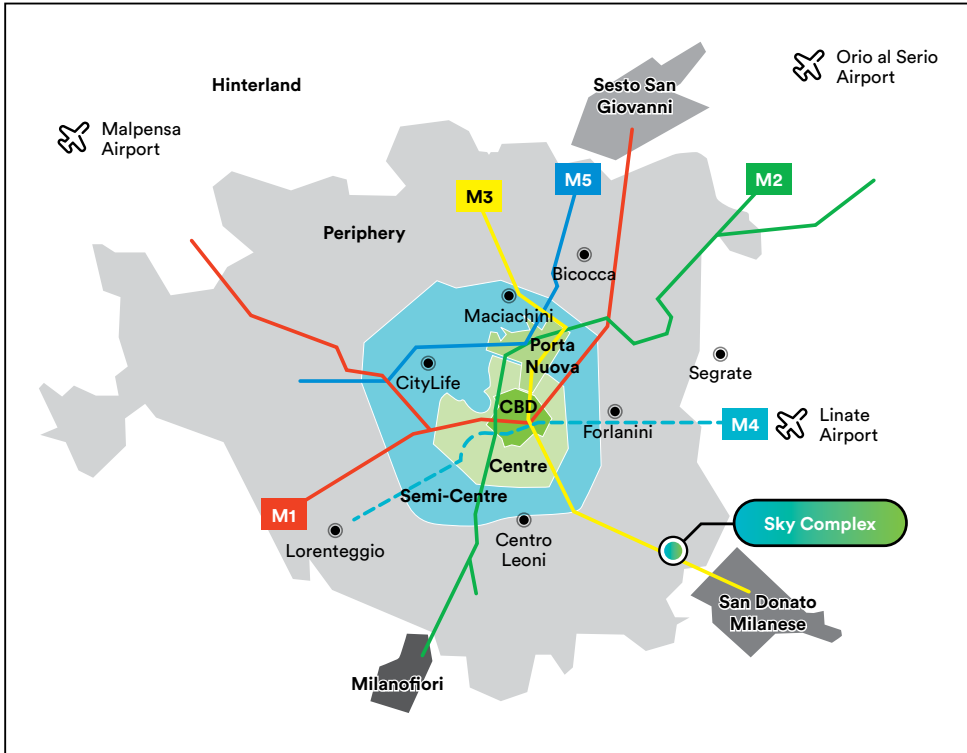 Hinterland
Orio al Serio
Airport
Sesto San
Giovanni
Malpensa
Airport
M3
M5
M2
Periphery
Bicocca
Maciachini
Porta
Nuova
Segrate
CityLife
CBD
Forlanini
M4
Linate
Airport
Centre
Semi-Centre
M1
Sky Complex
Lorenteggio
Centro
Leoni
San Donato
Milanese
Milanofiori